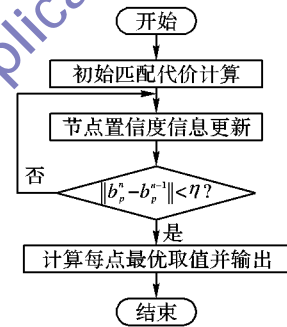 开始
初始匹配代价计算
节点置信度信息更新
否
‖b_p^n-b_p^{n-1}‖<η?
是
计算每点最优取值并输出
结束
plica